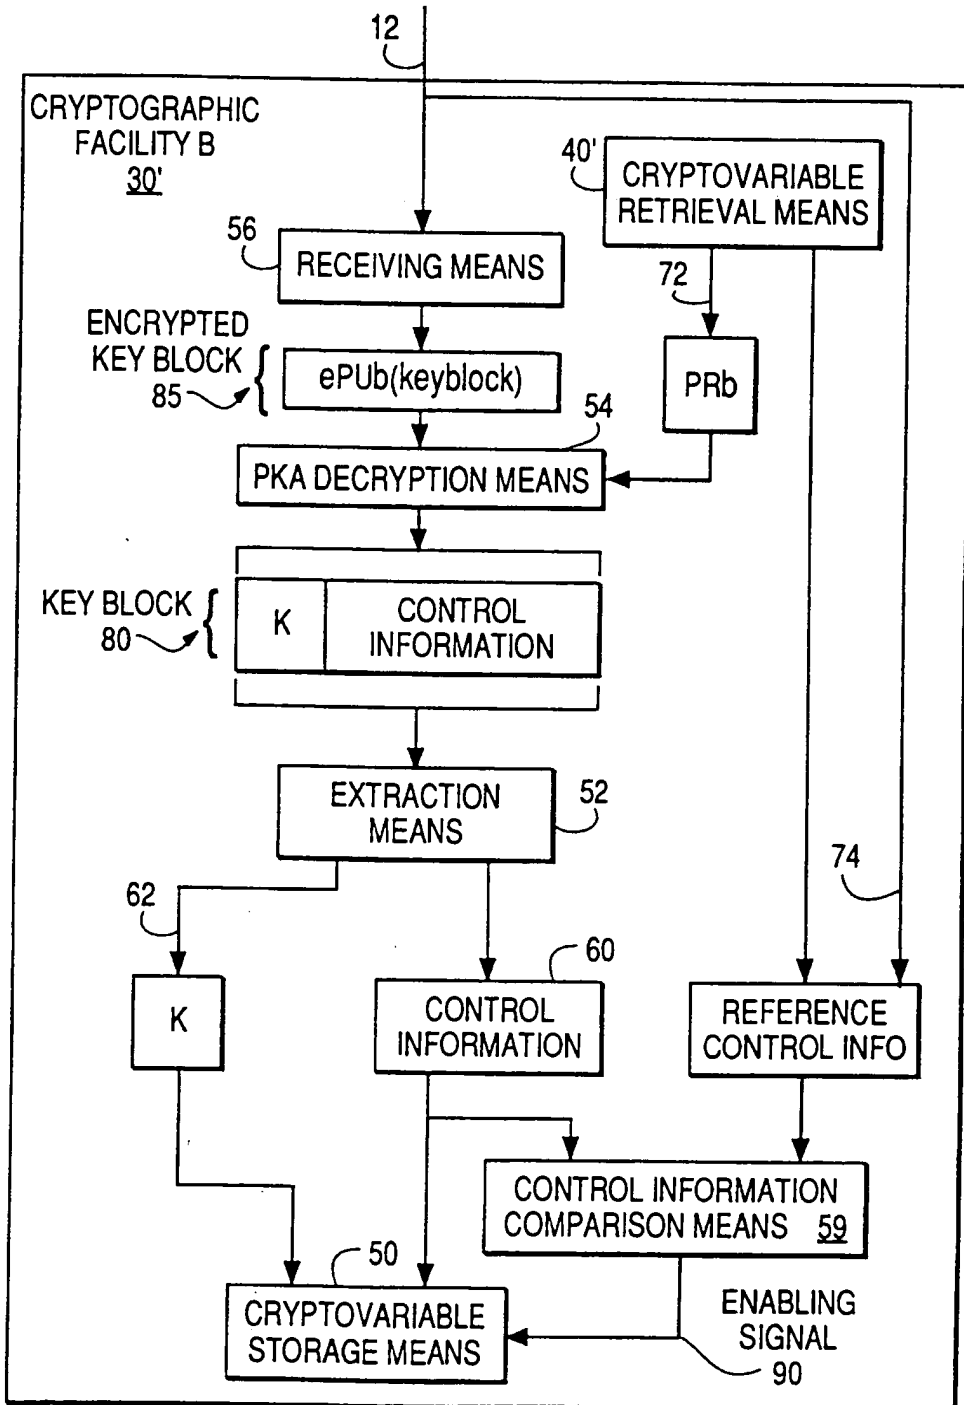 12
CRYPTOGRAPHIC
FACILITY B
30'
40'
CRYPTOVARIABLE
RETRIEVAL MEANS
56
RECEIVING MEANS
72
ENCRYPTED
KEY BLOCK
85
{
ePUb(keyblock)
PRb
54
PKA DECRYPTION MEANS
KEY BLOCK
80
{
K
CONTROL
INFORMATION
EXTRACTION
MEANS
52
62
74
60
K
CONTROL
INFORMATION
REFERENCE
CONTROL INFO
CONTROL INFORMATION
COMPARISON MEANS 59
50
CRYPTOVARIABLE
STORAGE MEANS
ENABLING
SIGNAL
90